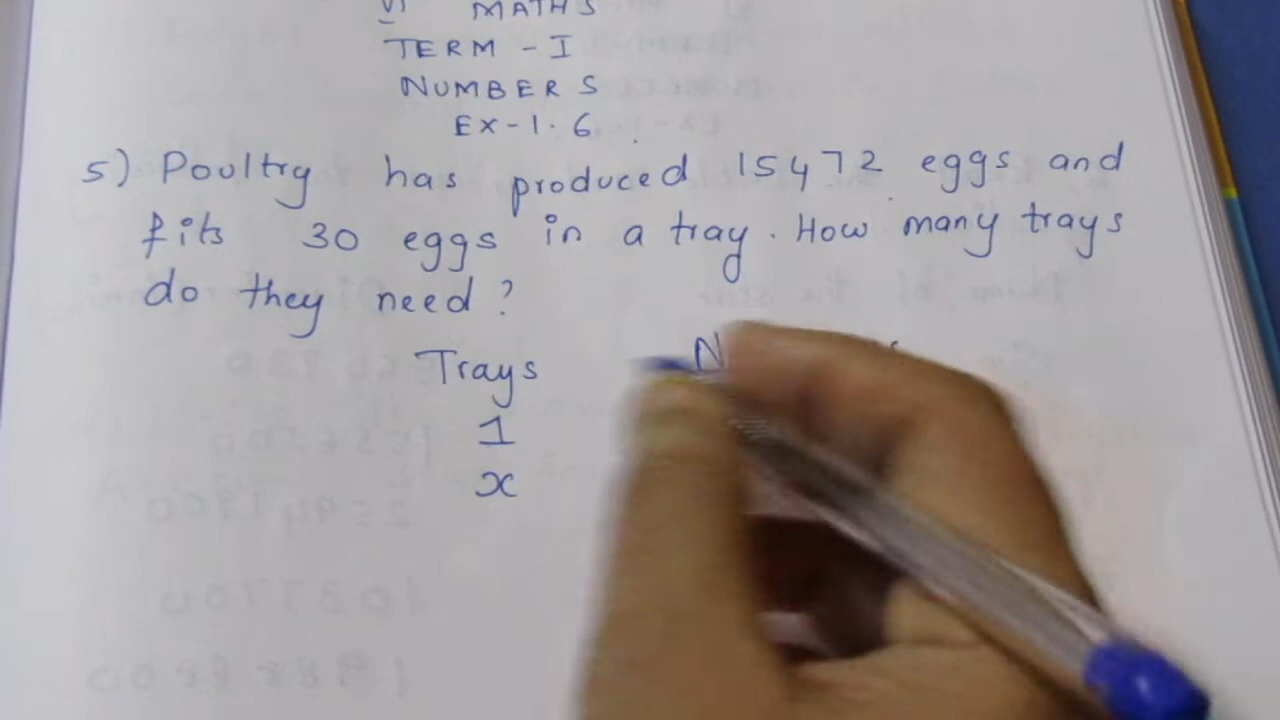 VI MATHS
TERM - I
NUMBERS
EX-1.6
5) Poultry has produced 15472 eggs and
fits 30 eggs in a tray. How many trays
do they need?
Trays
1
x